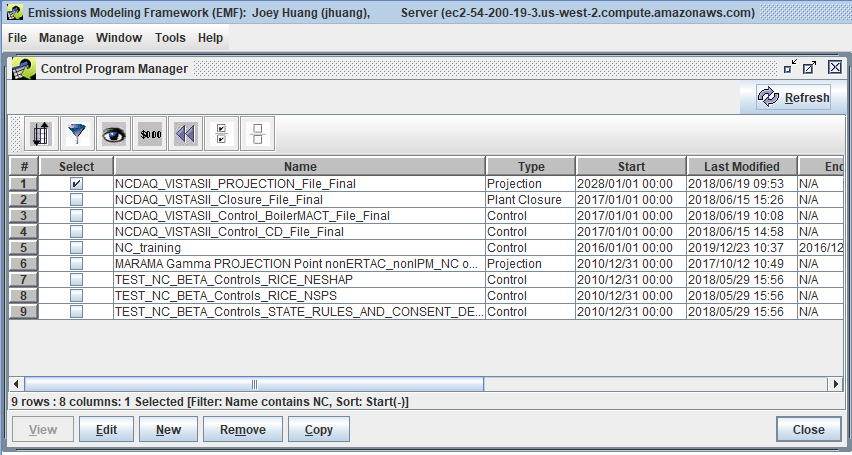 Emissions Modeling Framework (EMF): Joey Huang (jhuang), Server (ec2-54-200-19-3.us-west-2.compute.amazonaws.com)
File Manage Window Tools Help
Control Program Manager
Refresh
$0.00
# Select Name Type Start Last Modified End
1 NCDAQ_VISTASII_PROJECTION_File_Final Projection 2028/01/01 00:00 2018/06/19 09:53 N/A
2 NCDAQ_VISTASII_Closure_File_Final Plant Closure 2017/01/01 00:00 2018/06/15 15:26 N/A
3 NCDAQ_VISTASII_Control_BoilerMACT_File_Final Control 2017/01/01 00:00 2018/06/19 10:08 N/A
4 NCDAQ_VISTASII_Control_CD_File_Final Control 2017/01/01 00:00 2018/06/15 14:58 N/A
5 NC_training Control 2016/01/01 00:00 2019/12/23 10:37 2016/12
6 MARAMA Gamma PROJECTION Point nonERTAC_nonIPM_NC o... Projection 2010/12/31 00:00 2017/10/12 10:49 N/A
7 TEST_NC_BETA_Controls_RICE_NESHAP Control 2010/12/31 00:00 2018/05/29 15:56 N/A
8 TEST_NC_BETA_Controls_RICE_NSPS Control 2010/12/31 00:00 2018/05/29 15:56 N/A
9 TEST_NC_BETA_Controls_STATE_RULES_AND_CONSENT_DE... Control 2010/12/31 00:00 2018/05/29 15:56 N/A
9 rows : 8 columns: 1 Selected [Filter: Name contains NC, Sort: Start(-)]
View Edit New Remove Copy Close